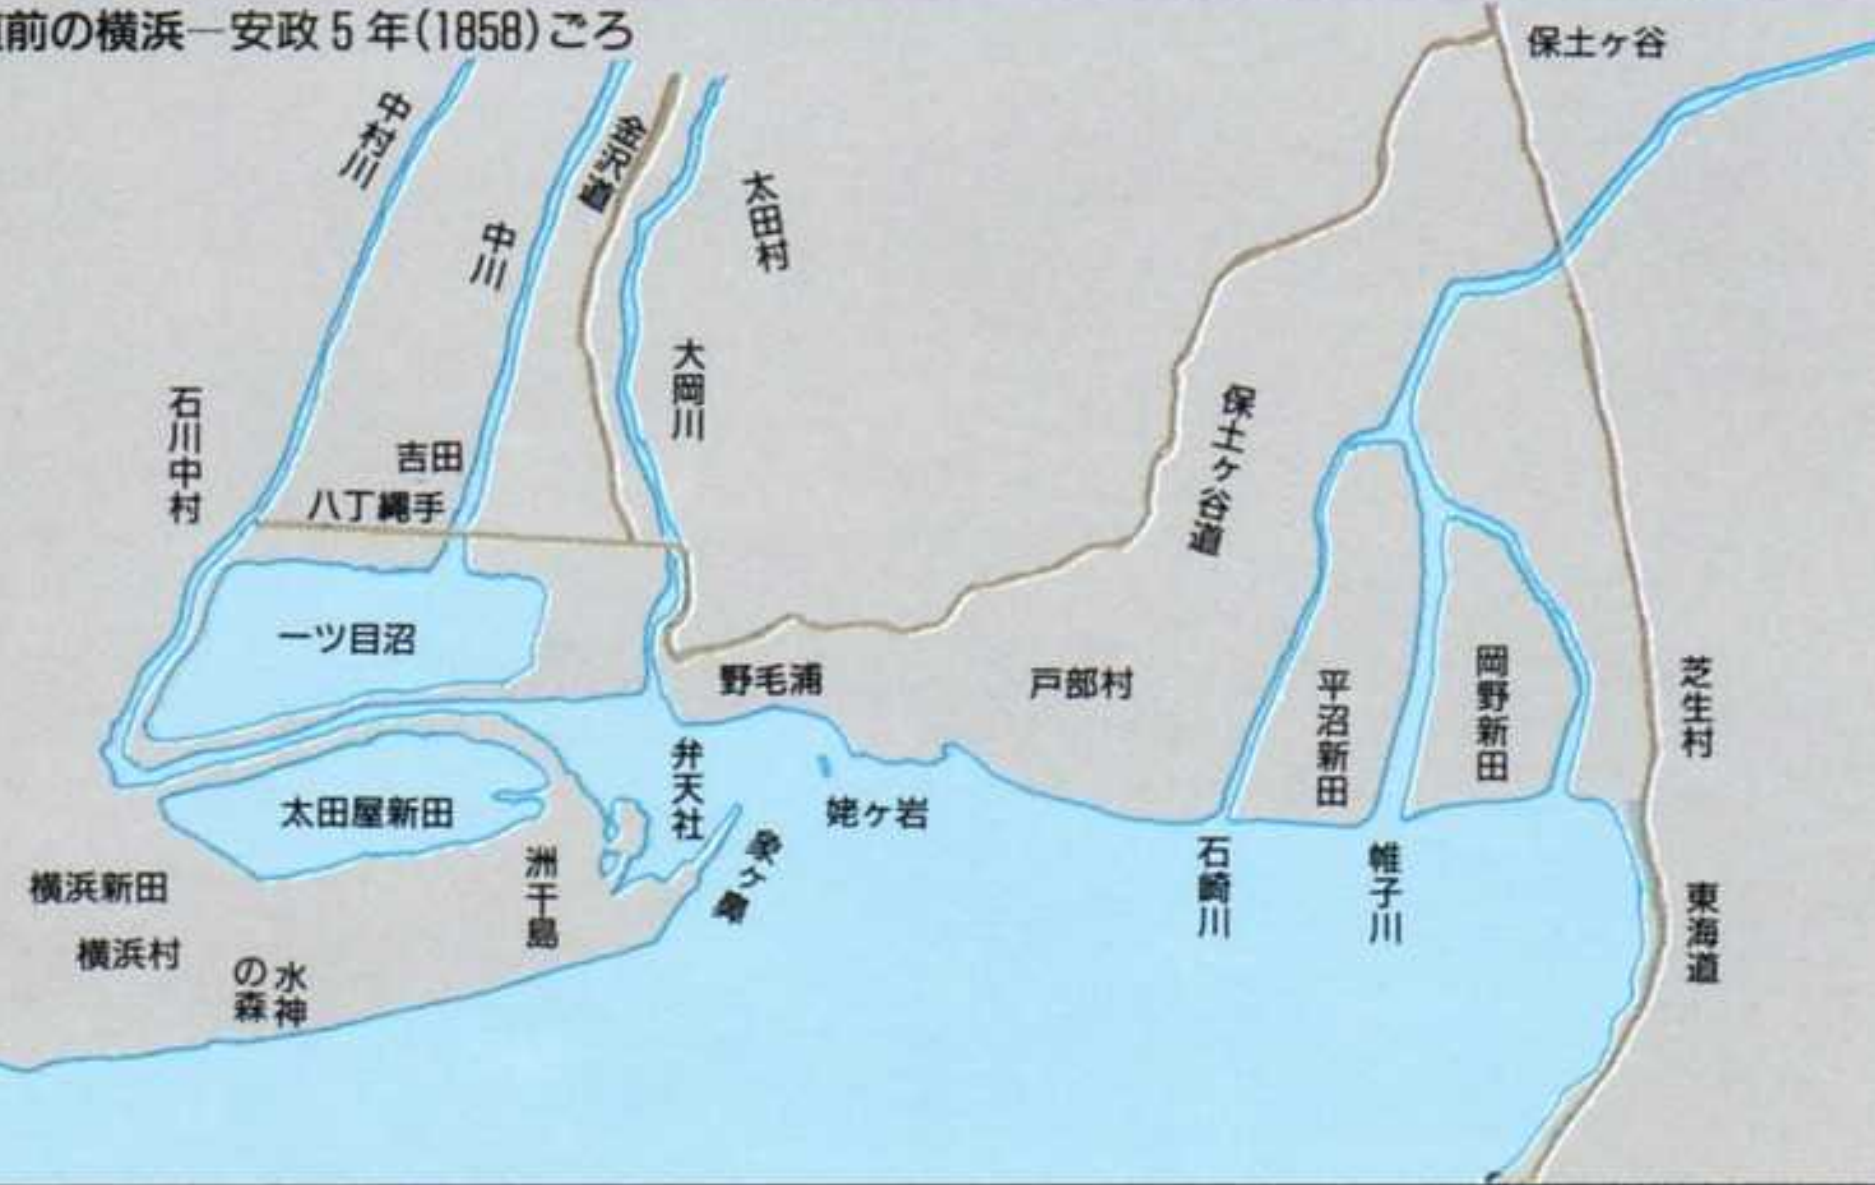 前の横浜―安政5年(1858)ごろ
保土ヶ谷
中村川
中川
金沢道
太田村
大岡川
石川中村
吉田
八丁縄手
保土ヶ谷道
一ツ目沼
野毛浦
戸部村
平沼新田
岡野新田
芝生村
弁天社
姥ヶ岩
太田屋新田
象ヶ鼻
洲干島
石崎川
帷子川
東海道
横浜新田
横浜村
水神
の森